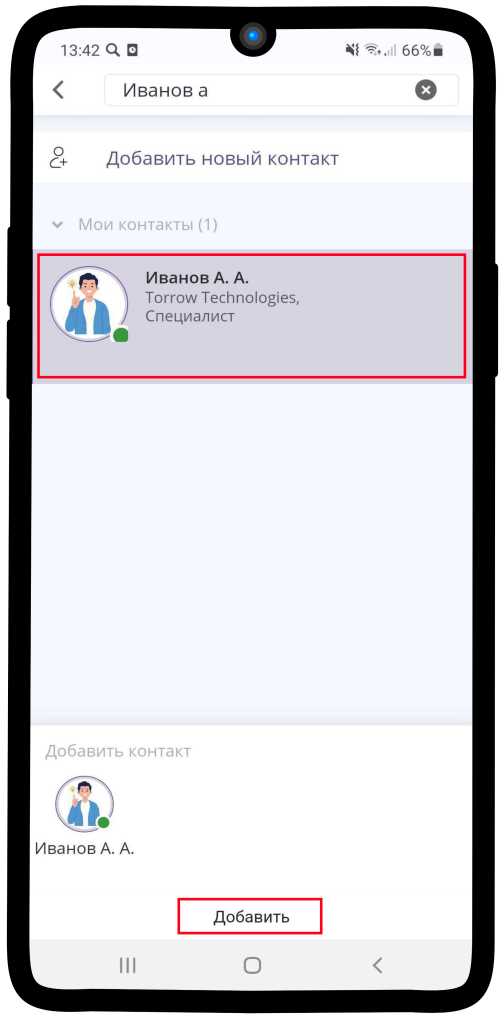 13:42 66%
Иванов а
Добавить новый контакт
Мои контакты (1)
Иванов А. А.
Torrow Technologies,
Специалист
Добавить контакт
Иванов А. А.
Добавить